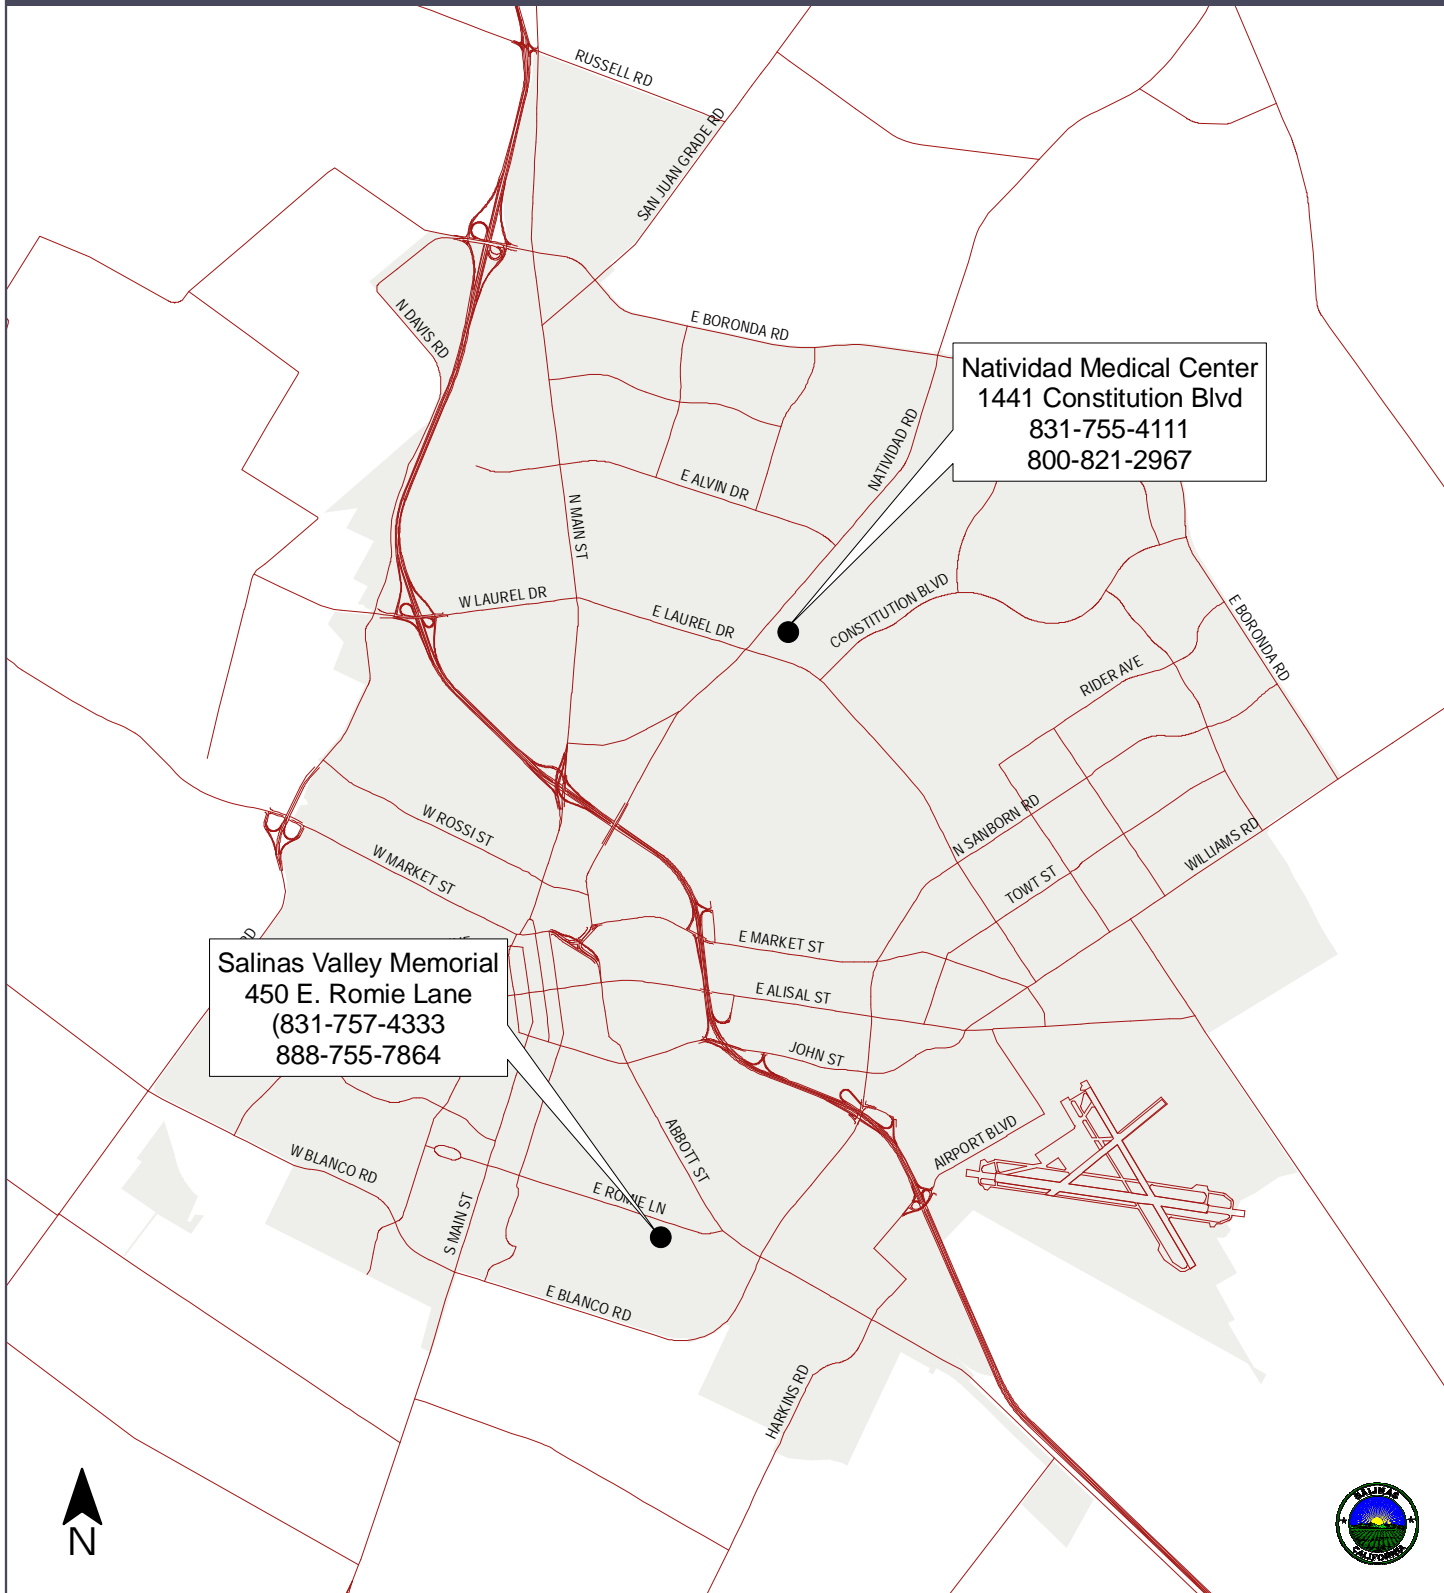 RUSSELL RD
SAN JUAN GRADE RD
N DAVIS RD
E BORONDA RD
Natividad Medical Center
1441 Constitution Blvd
831-755-4111
800-821-2967
NATIVIDAD RD
E ALVIN DR
N MAIN ST
W LAUREL DR
E LAUREL DR
CONSTITUTION BLVD
E BORONDA RD
RIDER AVE
W ROSSI ST
N SANBORN RD
W MARKET ST
WILLIAMS RD
TOWT ST
RD
E MARKET ST
Salinas Valley Memorial
450 E. Romie Lane
(831-757-4333
888-755-7864
E ALISAL ST
JOHN ST
ABBOTT ST
AIRPORT BLVD
W BLANCO RD
E ROMIE LN
S MAIN ST
E BLANCO RD
HARKINS RD
N
SALINAS
CALIFORNIA